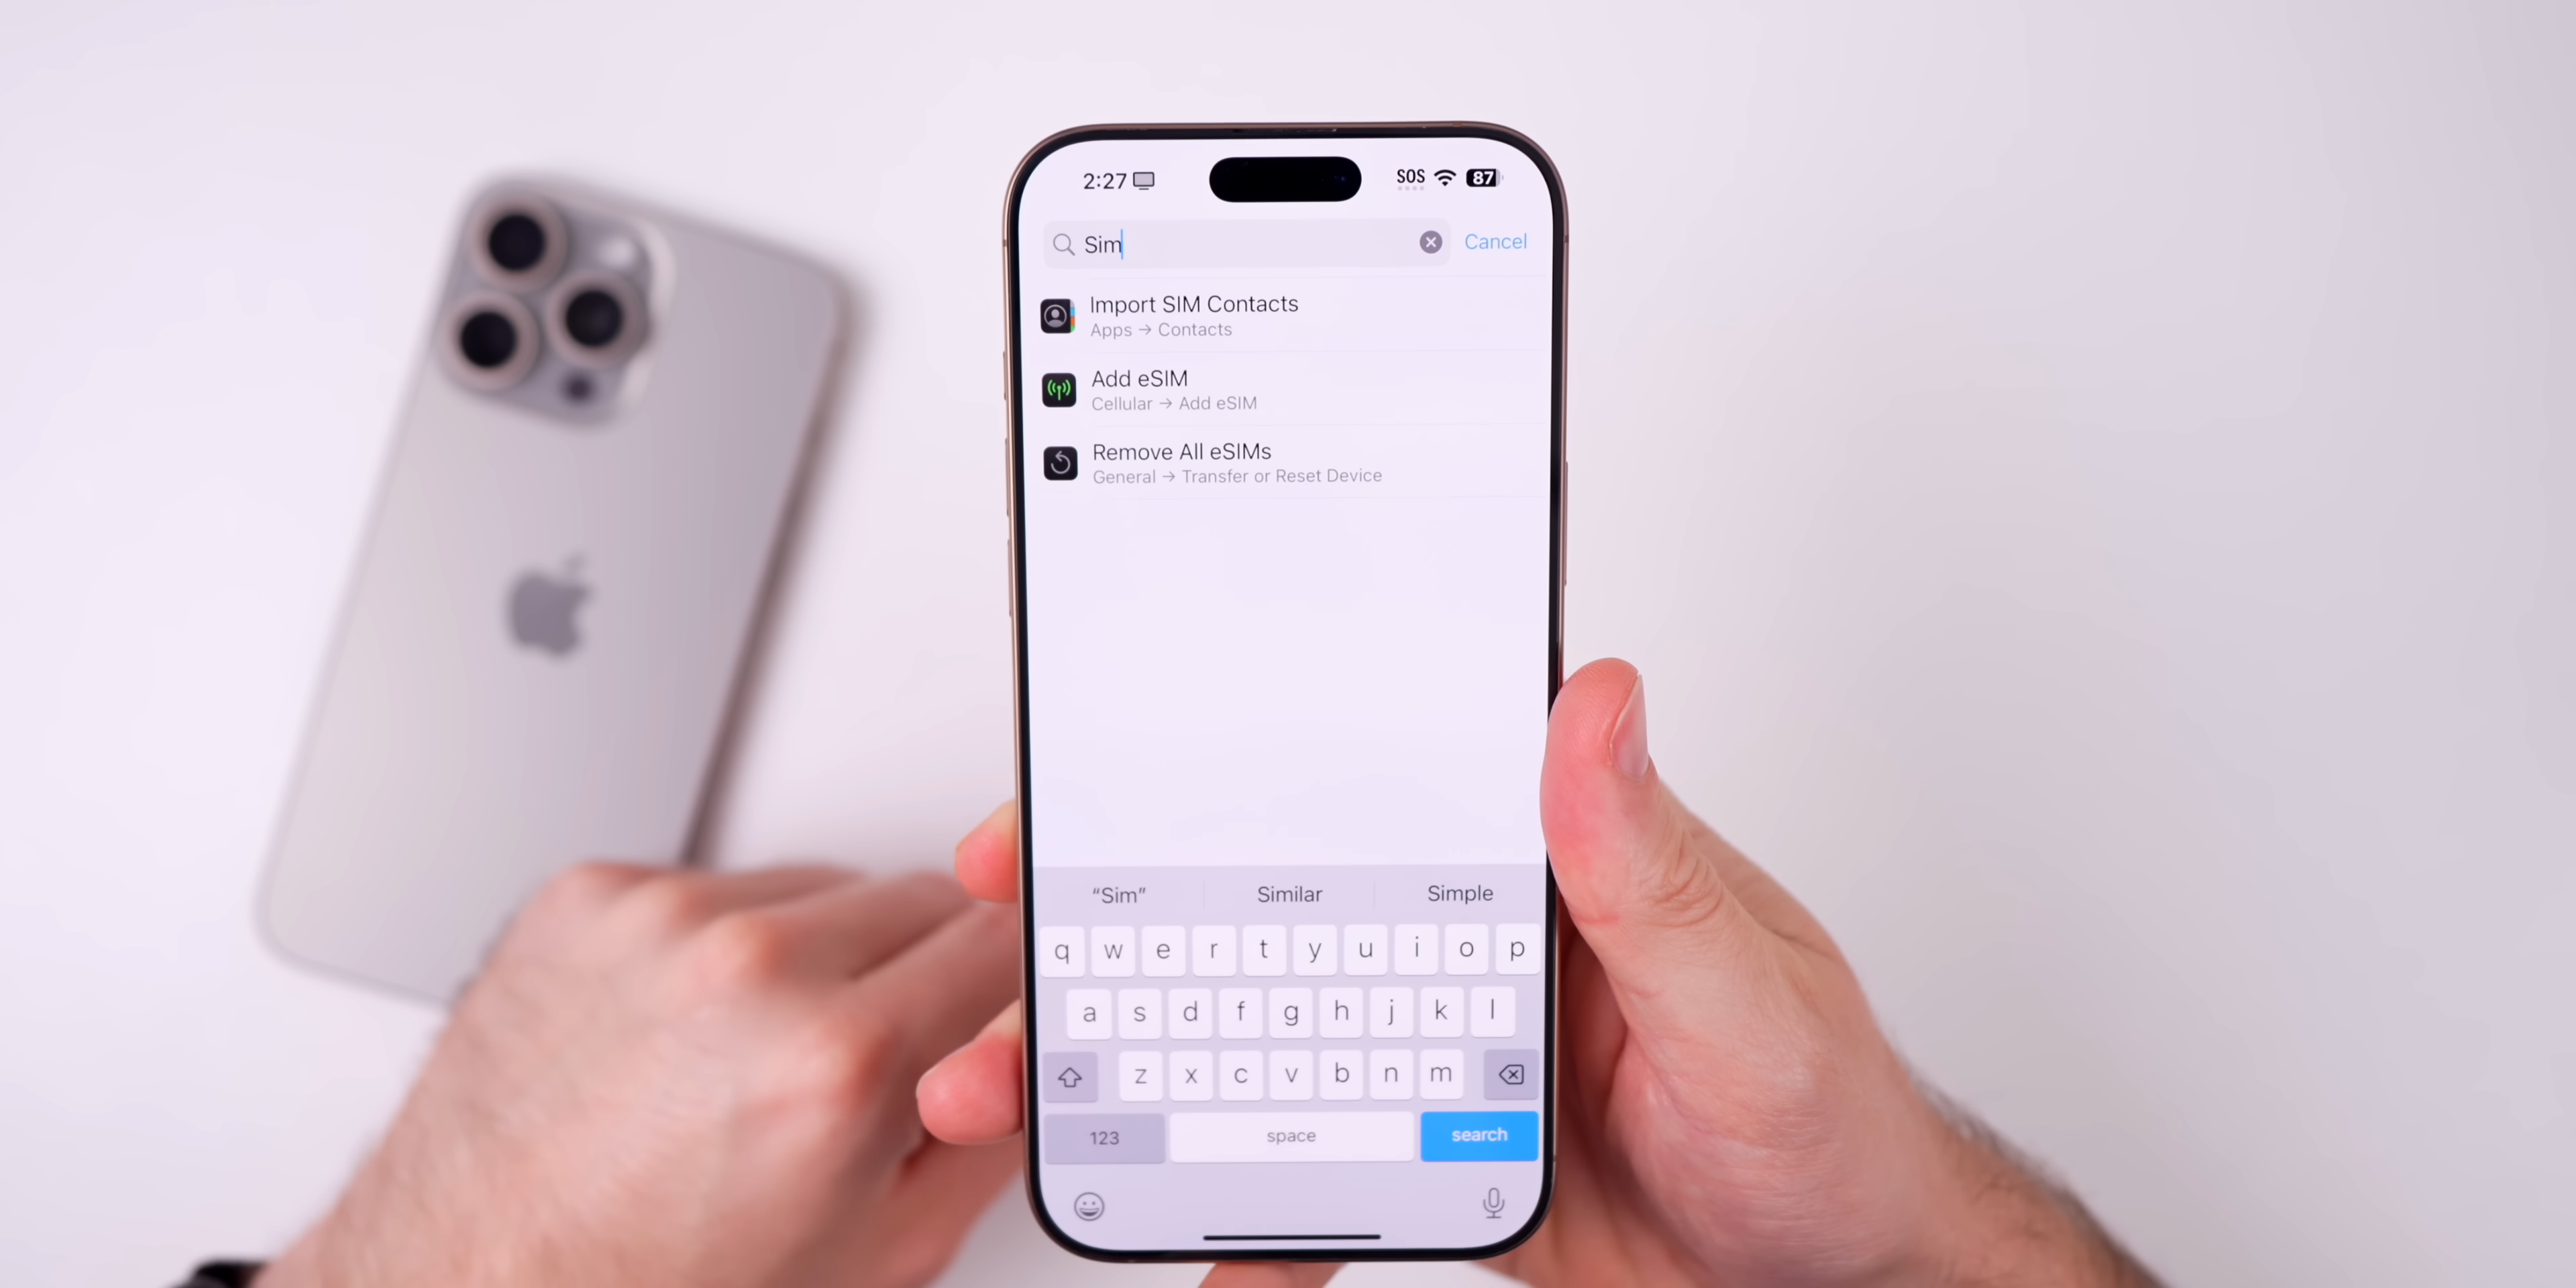 2:27 SOS 87
Sim Cancel
Import SIM Contacts
Apps → Contacts
Add eSIM
Cellular → Add eSIM
Remove All eSIMs
General → Transfer or Reset Device
“Sim” Similar Simple
q w e r t y u i o p
a s d f g h j k l
z x c v b n m
123 space search